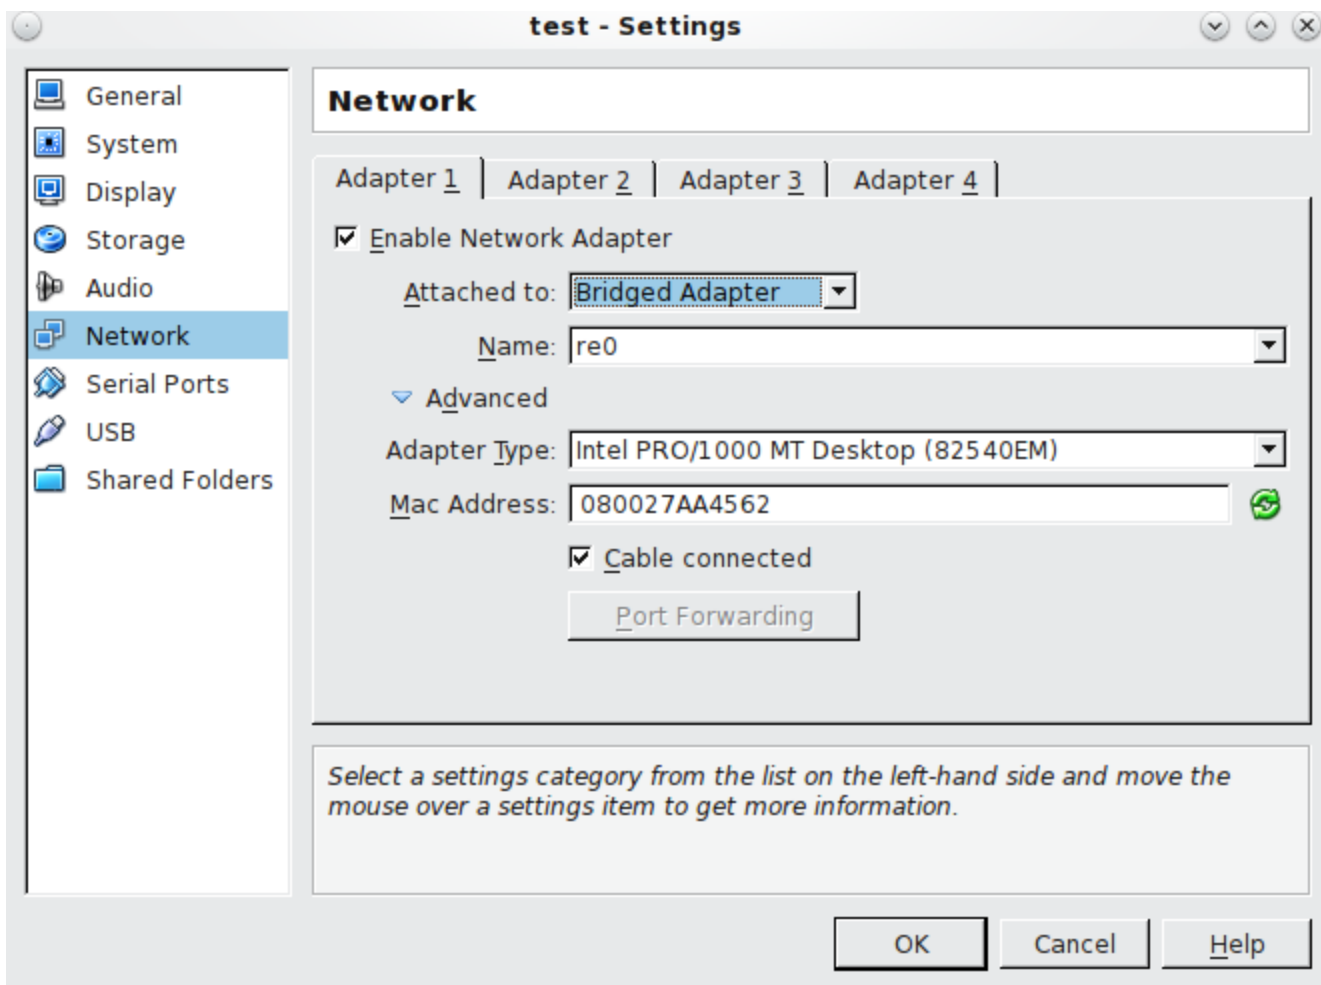 test - Settings
General
System
Display
Storage
Audio
Network
Serial Ports
USB
Shared Folders
Network
Adapter 1
Adapter 2
Adapter 3
Adapter 4
Enable Network Adapter
Attached to: Bridged Adapter
Name: re0
Advanced
Adapter Type: Intel PRO/1000 MT Desktop (82540EM)
Mac Address: 080027AA4562
Cable connected
Port Forwarding
Select a settings category from the list on the left-hand side and move the
mouse over a settings item to get more information.
OK
Cancel
Help